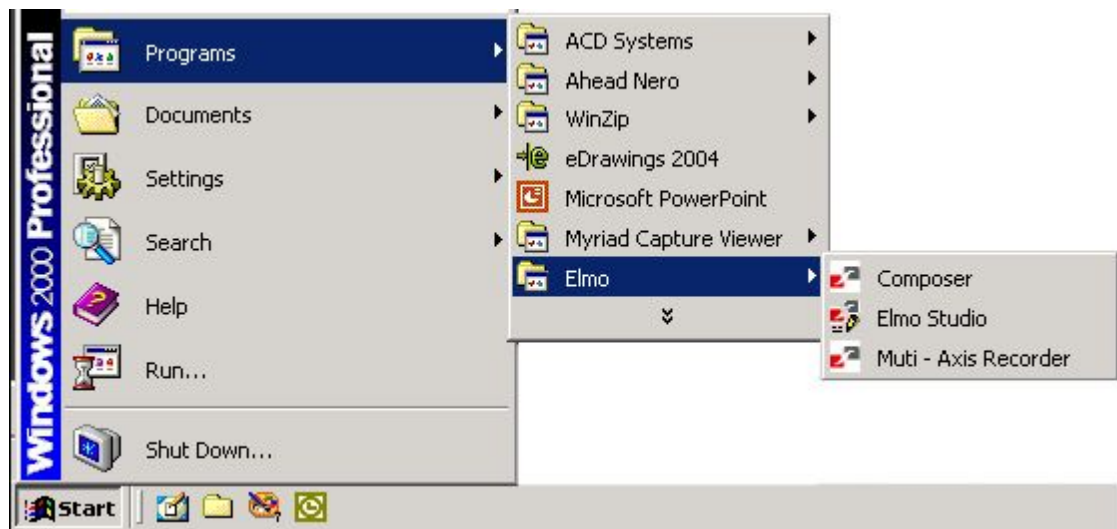 Windows 2000 Professional
Programs
Documents
Settings
Search
Help
Run...
Shut Down...
ACD Systems
Ahead Nero
WinZip
eDrawings 2004
Microsoft PowerPoint
Myriad Capture Viewer
Elmo
Composer
Elmo Studio
Muti - Axis Recorder
Start